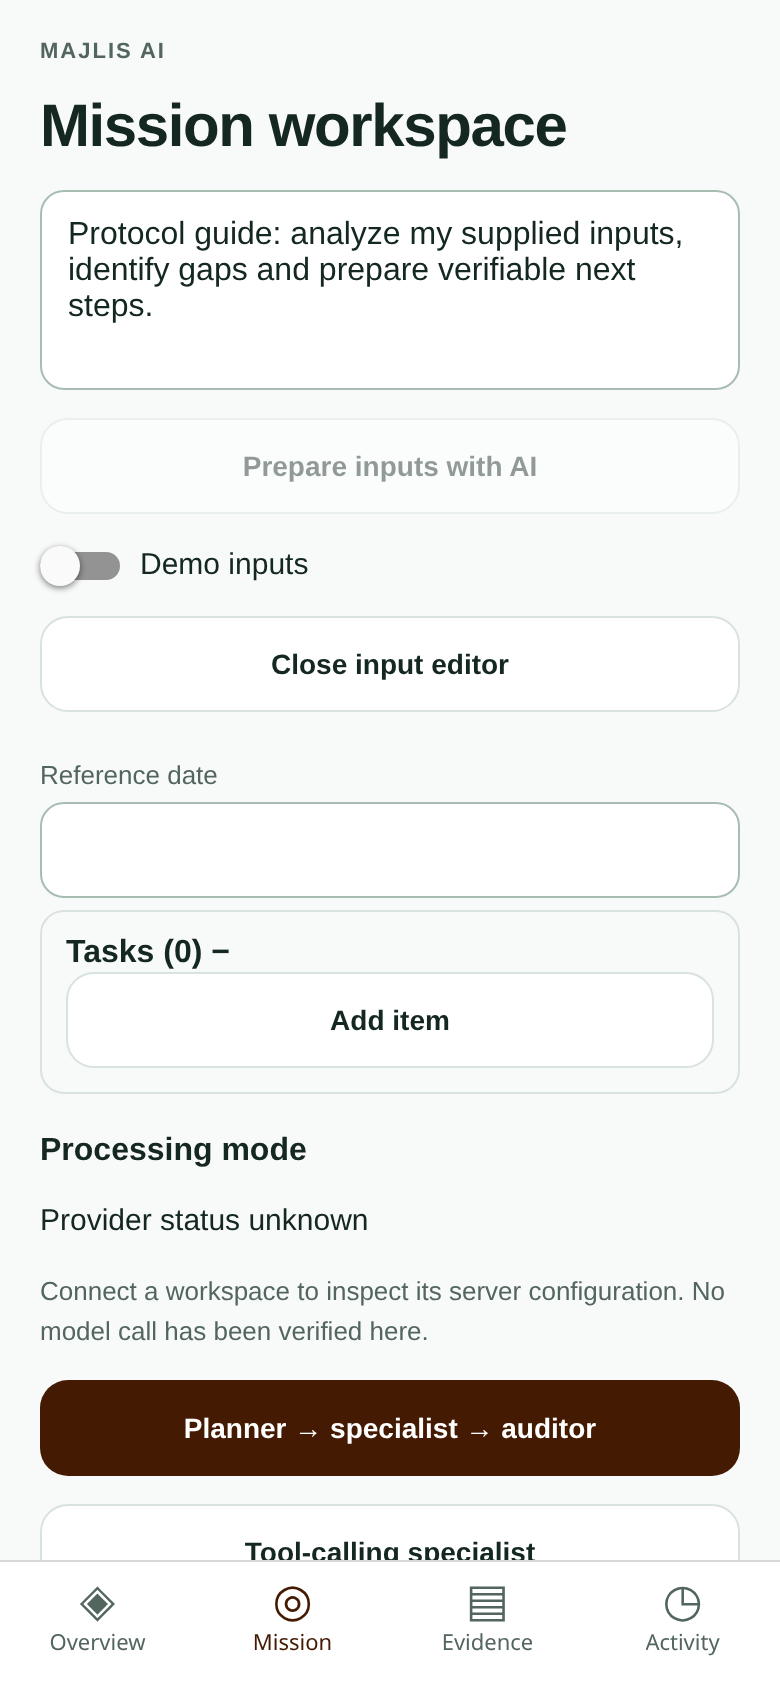 MAJLIS AI
Mission workspace
Protocol guide: analyze my supplied inputs,
identify gaps and prepare verifiable next
steps.
Prepare inputs with AI
Demo inputs
Close input editor
Reference date
Tasks (0) −
Add item
Processing mode
Provider status unknown
Connect a workspace to inspect its server configuration. No
model call has been verified here.
Planner → specialist → auditor
Tool-calling specialist
Overview
Mission
Evidence
Activity